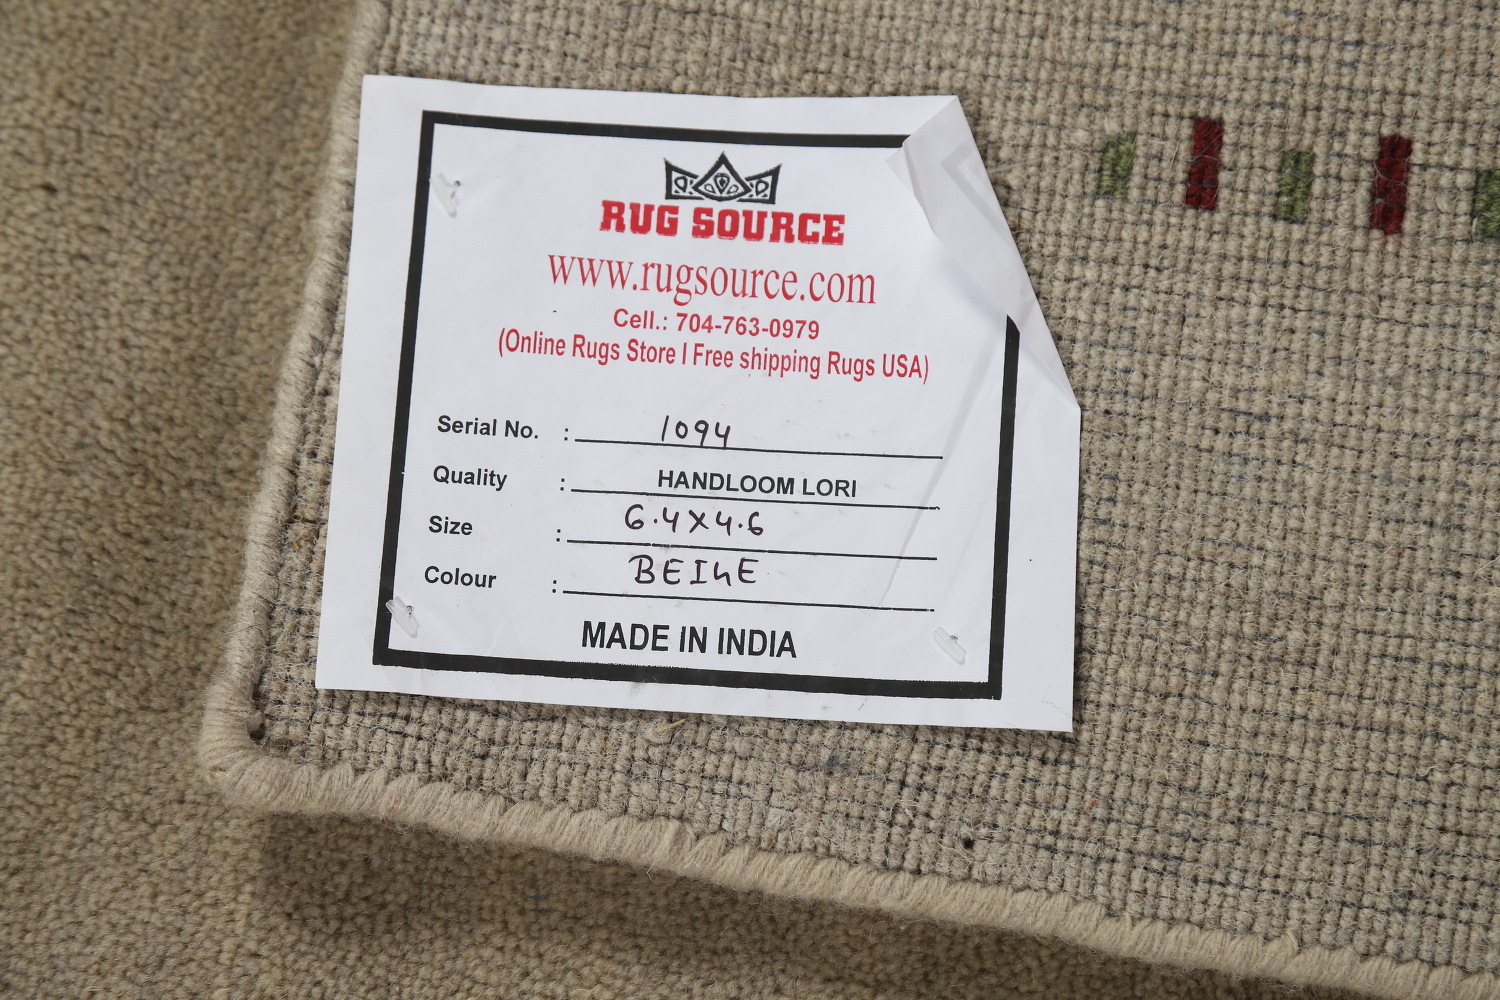 RUG SOURCE
www.rugsource.com
Cell.: 704-763-0979
(Online Rugs Store I Free shipping Rugs USA)
Serial No. : 1094
Quality : HANDLOOM LORI
Size : 6.4X4.6
Colour : BEIGE
MADE IN INDIA